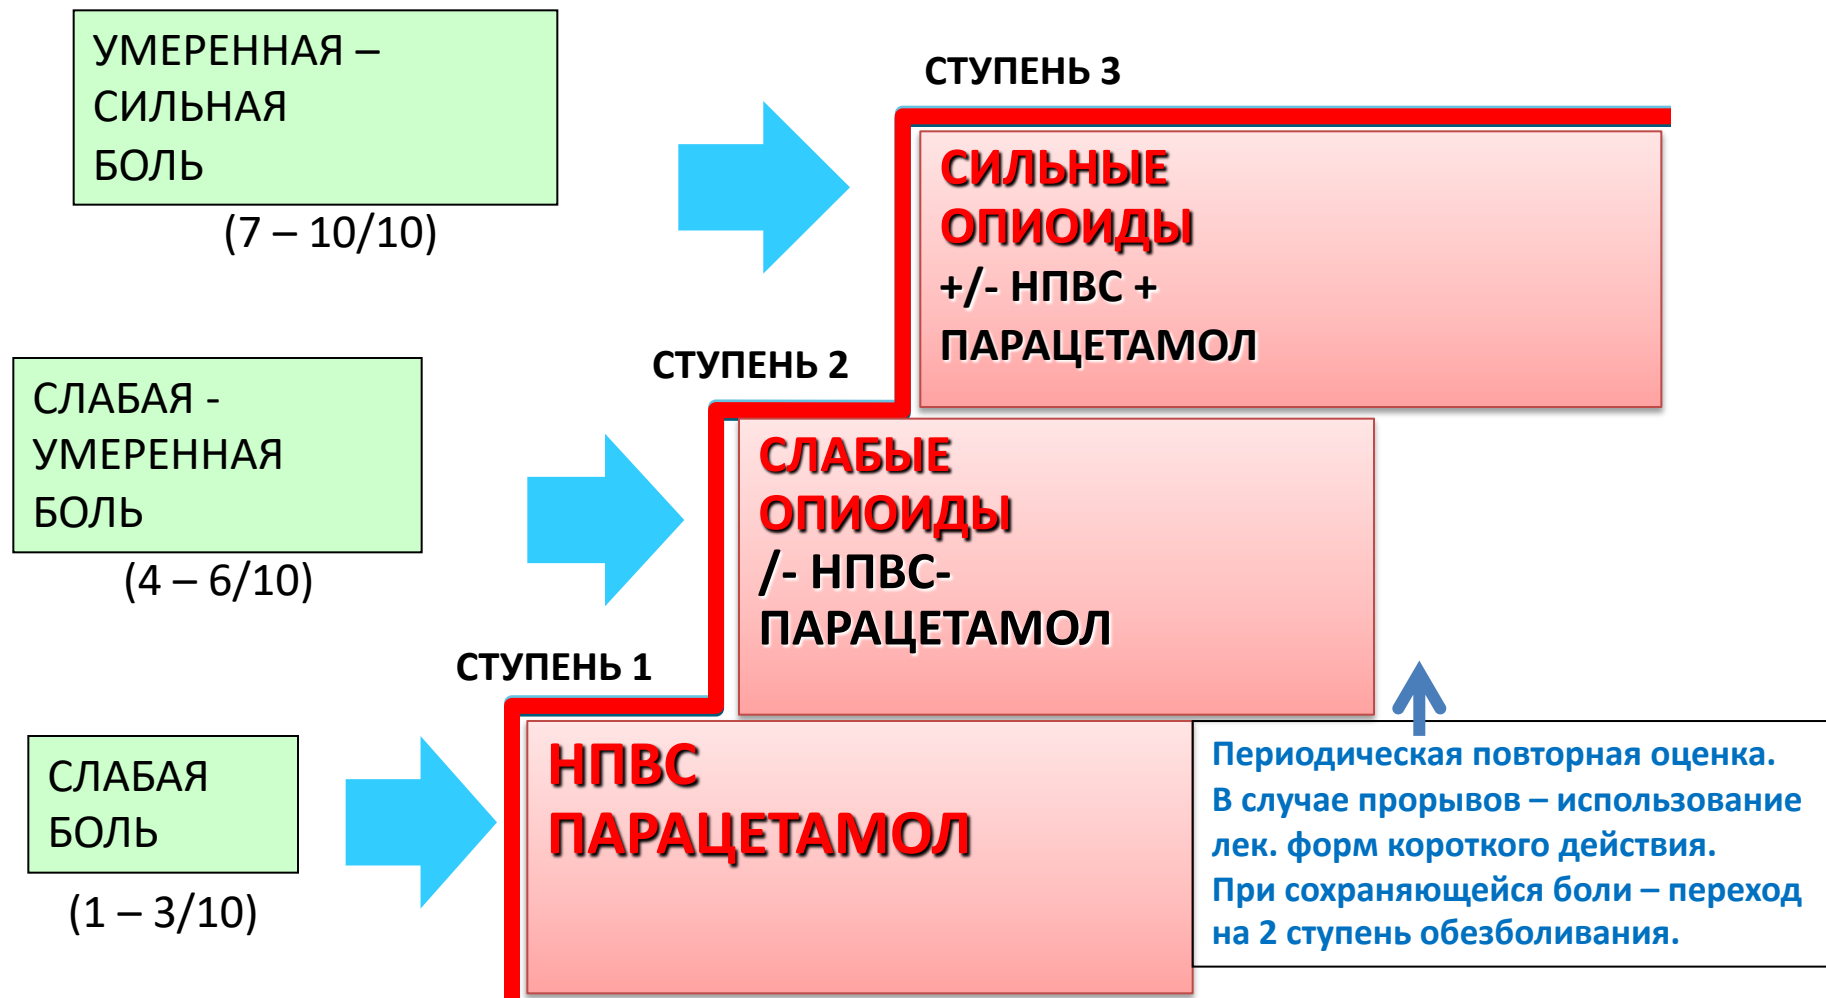 УМЕРЕННАЯ –
СИЛЬНАЯ
БОЛЬ
(7 – 10/10)
СТУПЕНЬ 3
СИЛЬНЫЕ
ОПИОИДЫ
+/- НПВС +
ПАРАЦЕТАМОЛ
СЛАБАЯ -
УМЕРЕННАЯ
БОЛЬ
(4 – 6/10)
СТУПЕНЬ 2
СЛАБЫЕ
ОПИОИДЫ
/- НПВС-
ПАРАЦЕТАМОЛ
СЛАБАЯ
БОЛЬ
(1 – 3/10)
СТУПЕНЬ 1
НПВС
ПАРАЦЕТАМОЛ
Периодическая повторная оценка.
В случае прорывов – использование
лек. форм короткого действия.
При сохраняющейся боли – переход
на 2 ступень обезболивания.